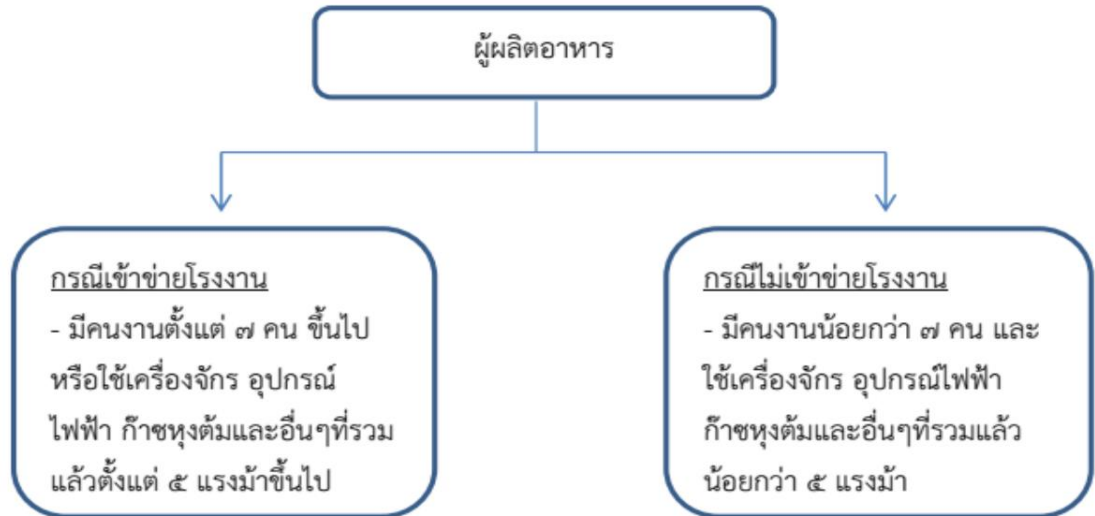 ผู้ผลิตอาหาร
กรณีเข้าข่ายโรงงาน
- มีคนงานตั้งแต่ ๗ คน ขึ้นไป
หรือใช้เครื่องจักร อุปกรณ์
ไฟฟ้า ก๊าซหุงต้มและอื่นๆที่รวม
แล้วตั้งแต่ ๕ แรงม้าขึ้นไป
กรณีไม่เข้าข่ายโรงงาน
- มีคนงานน้อยกว่า ๗ คน และ
ใช้เครื่องจักร อุปกรณ์ไฟฟ้า
ก๊าซหุงต้มและอื่นๆที่รวมแล้ว
น้อยกว่า ๕ แรงม้า